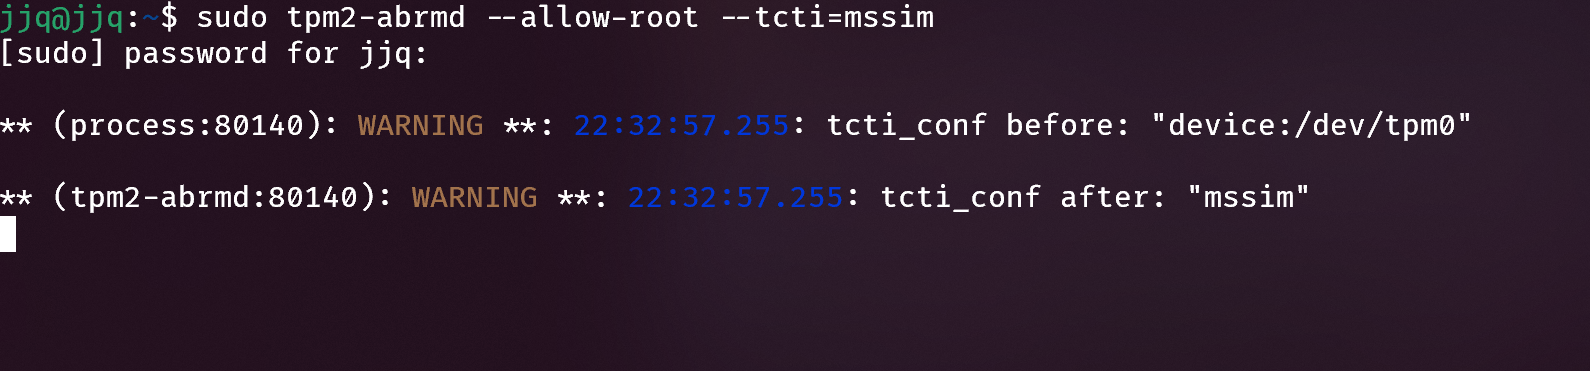 jjq@jjq:~$ sudo tpm2-abrmd --allow-root --tcti=mssim
[sudo] password for jjq:
** (process:80140): WARNING **: 22:32:57.255: tcti_conf before: "device:/dev/tpm0"
** (tpm2-abrmd:80140): WARNING **: 22:32:57.255: tcti_conf after: "mssim"